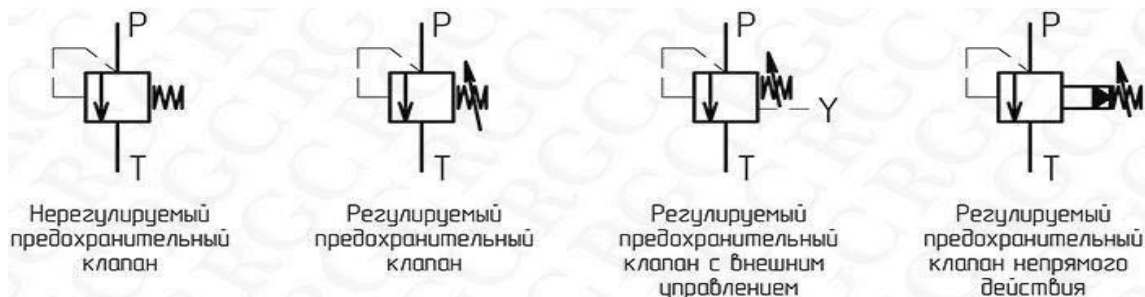 P
T
Нерегулируемый
предохранительный
клапан
P
T
Регулируемый
предохранительный
клапан
P
Y
T
Регулируемый
предохранительный
клапан с внешним
управлением
P
T
Регулируемый
предохранительный
клапан непрямого
действия